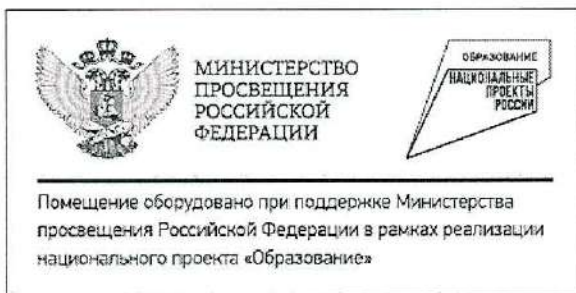 МИНИСТЕРСТВО
ПРОСВЕЩЕНИЯ
РОССИЙСКОЙ
ФЕДЕРАЦИИ
ОБРАЗОВАНИЕ
НАЦИОНАЛЬНЫЕ
ПРОЕКТЫ
РОССИИ
Помещение оборудовано при поддержке Министерства
просвещения Российской Федерации в рамках реализации
национального проекта «Образование»